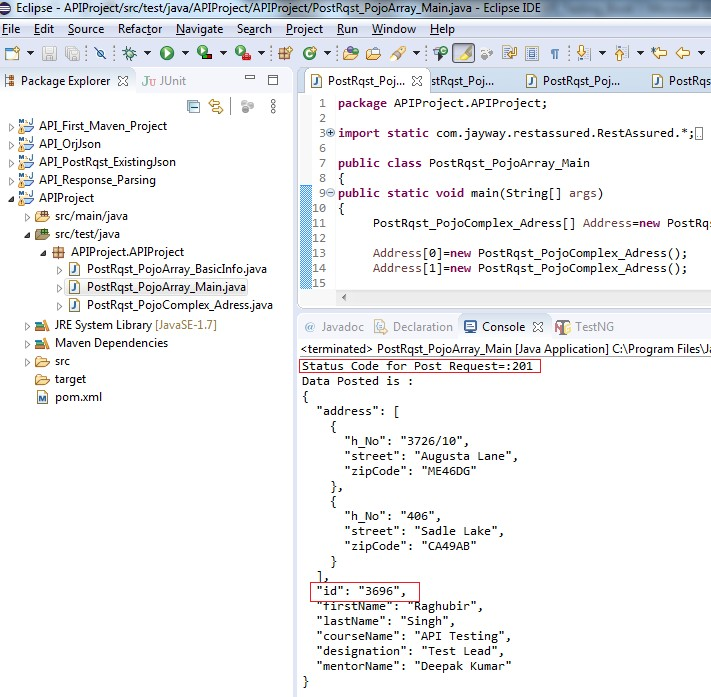 Eclipse - APIProject/src/test/java/APIProject/APIProject/PostRqst_PojoArray_Main.java - Eclipse IDE
File Edit Source Refactor Navigate Search Project Run Window Help
Package Explorer JUnit
API_First_Maven_Project
API_OrjJson
API_PostRqst_ExistingJson
API_Response_Parsing
APIProject
src/main/java
src/test/java
APIProject.APIProject
PostRqst_PojoArray_BasicInfo.java
PostRqst_PojoArray_Main.java
PostRqst_PojoComplex_Adress.java
JRE System Library [JavaSE-1.7]
Maven Dependencies
src
target
pom.xml
PostRqst_Poj... stRqst_Poj... PostRqst_Poj... PostRqs
1 package APIProject.APIProject;
2
3 import static com.jayway.restassured.RestAssured.*;
6
7 public class PostRqst_PojoArray_Main
8 {
9 public static void main(String[] args)
10 {
11 PostRqst_PojoComplex_Adress[] Address=new PostRqs
12
13 Address[0]=new PostRqst_PojoComplex_Adress();
14 Address[1]=new PostRqst_PojoComplex_Adress();
15
@ Javadoc Declaration Console TestNG
<terminated> PostRqst_PojoArray_Main [Java Application] C:\Program Files\Ja
Status Code for Post Request=:201
Data Posted is :
{
"address": [
{
"h_No": "3726/10",
"street": "Augusta Lane",
"zipCode": "ME46DG"
},
{
"h_No": "406",
"street": "Sadle Lake",
"zipCode": "CA49AB"
}
],
"id": "3696",
"firstName": "Raghubir",
"lastName": "Singh",
"courseName": "API Testing",
"designation": "Test Lead",
"mentorName": "Deepak Kumar"
}